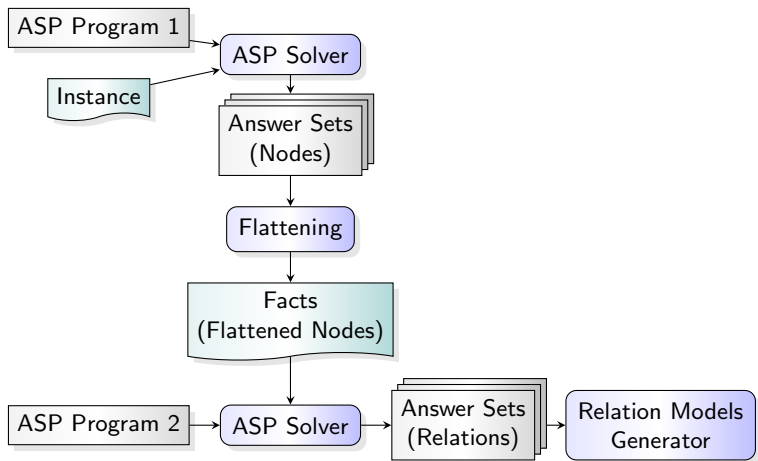 ASP Program 1
ASP Solver
Instance
Answer Sets
(Nodes)
Flattening
Facts
(Flattened Nodes)
ASP Program 2
ASP Solver
Answer Sets
(Relations)
Relation Models
Generator